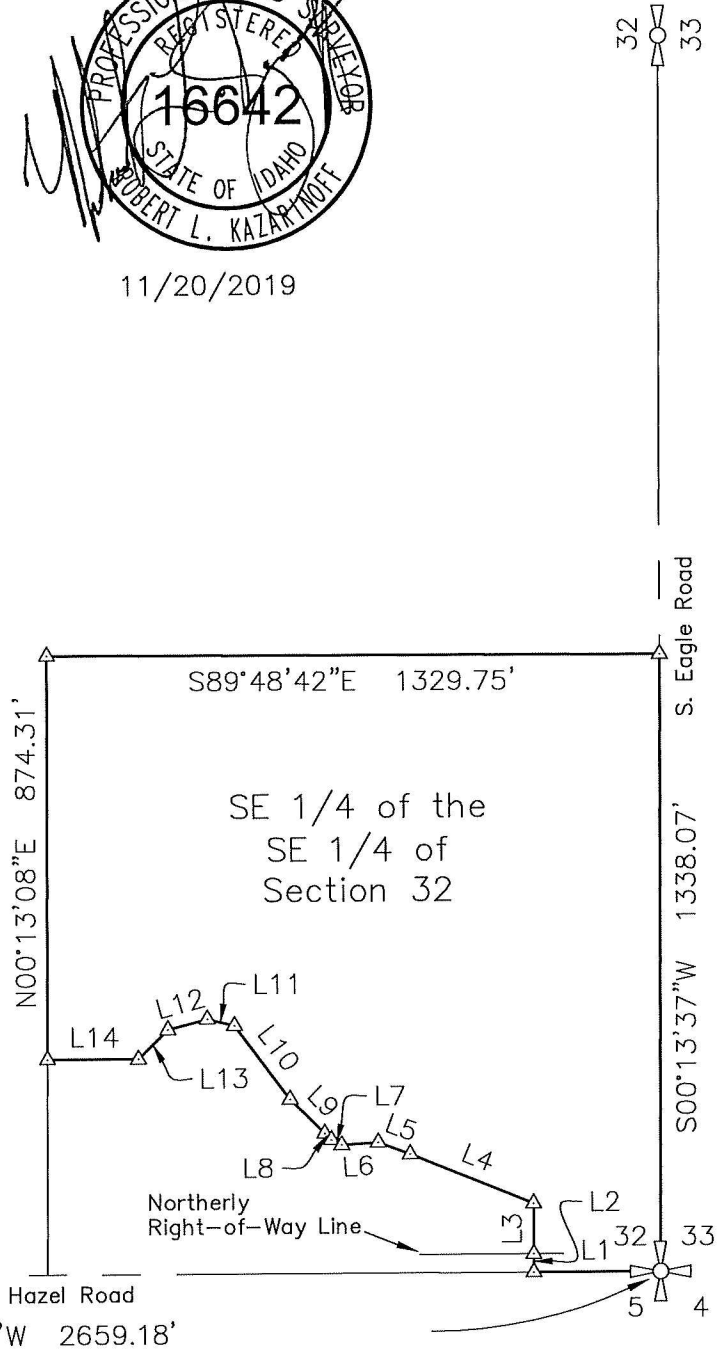 REGISTERED
SURVEYOR
16642
STATE OF IDAHO
ROBERT L. KAZARINOFF
11/20/2019
32 33
S89°48'42"E 1329.75'
N00°13'08"E 874.31'
S. Eagle Road
S00°13'37"W 1338.07'
SE 1/4 of the
SE 1/4 of
Section 32
L11
L12
L14
L10
L13
L9
L7
L5
L8
L6
L4
Northerly
Right-of-Way Line
L3
L2
L1
32 33
Hazel Road
5 4
'W 2659.18'